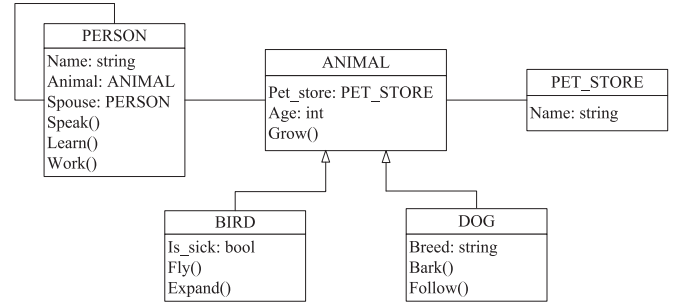 PERSON
Name: string
Animal: ANIMAL
Spouse: PERSON
Speak()
Learn()
Work()
ANIMAL
Pet_store: PET_STORE
Age: int
Grow()
PET_STORE
Name: string
BIRD
Is_sick: bool
Fly()
Expand()
DOG
Breed: string
Bark()
Follow()